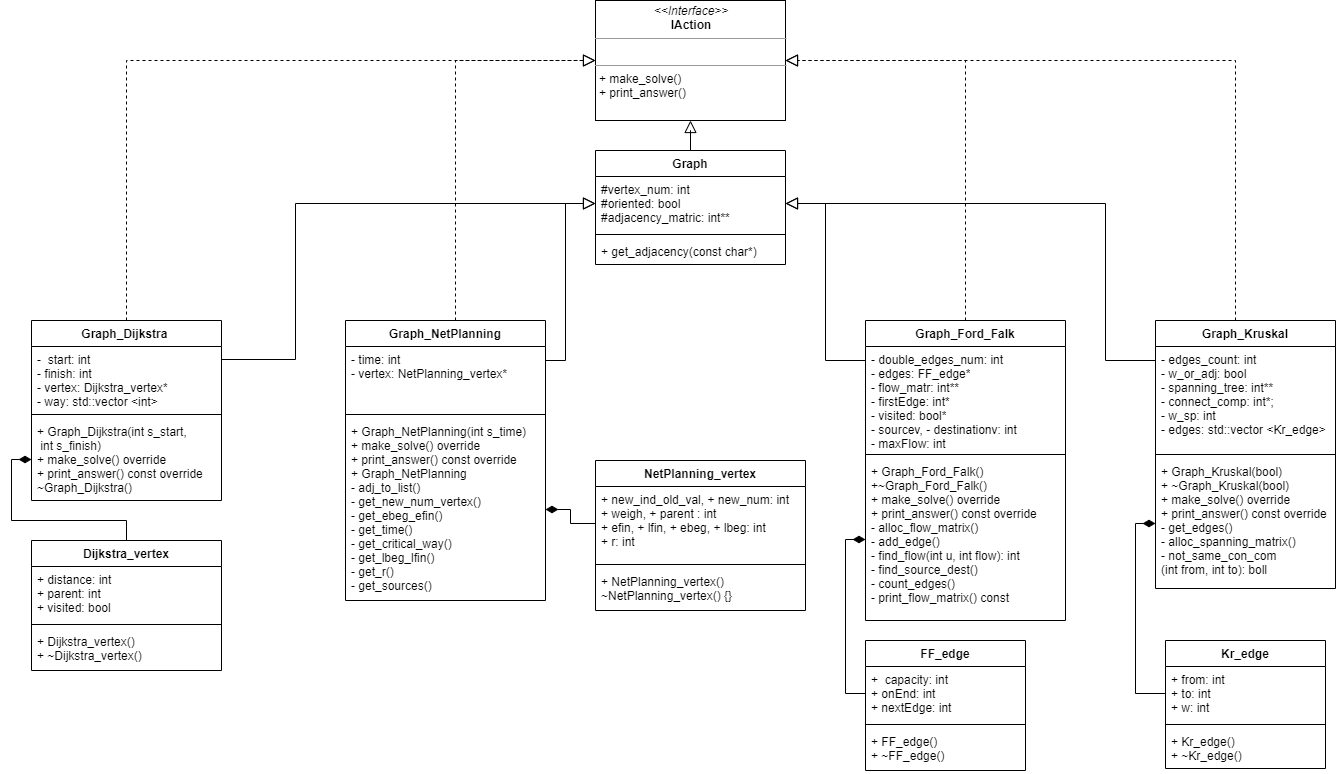 <<Interface>>
IAction
+ make_solve()
+ print_answer()
Graph
#vertex_num: int
#oriented: bool
#adjacency_matric: int**
+ get_adjacency(const char*)
Graph_Dijkstra
-  start: int
- finish: int
- vertex: Dijkstra_vertex*
- way: std::vector <int>
+ Graph_Dijkstra(int s_start,
int s_finish)
+ make_solve() override
+ print_answer() const override
~Graph_Dijkstra()
Dijkstra_vertex
+ distance: int
+ parent: int
+ visited: bool
+ Dijkstra_vertex()
+ ~Dijkstra_vertex()
Graph_NetPlanning
- time: int
- vertex: NetPlanning_vertex*
+ Graph_NetPlanning(int s_time)
+ make_solve() override
+ print_answer() const override
+ Graph_NetPlanning
- adj_to_list()
- get_new_num_vertex()
- get_ebeg_efin()
- get_time()
- get_critical_way()
- get_lbeg_lfin()
- get_r()
- get_sources()
NetPlanning_vertex
+ new_ind_old_val, + new_num: int
+ weigh, + parent : int
+ efin, + lfin, + ebeg, + lbeg: int
+ r: int
+ NetPlanning_vertex()
~NetPlanning_vertex() {}
Graph_Ford_Falk
- double_edges_num: int
- edges: FF_edge*
- flow_matr: int**
- firstEdge: int*
- visited: bool*
- sourcev, - destinationv: int
- maxFlow: int
+ Graph_Ford_Falk()
+~Graph_Ford_Falk()
+ make_solve() override
+ print_answer() const override
- alloc_flow_matrix()
- add_edge()
- find_flow(int u, int flow): int
- find_source_dest()
- count_edges()
- print_flow_matrix() const
FF_edge
+  capacity: int
+ onEnd: int
+ nextEdge: int
+ FF_edge()
+ ~FF_edge()
Graph_Kruskal
- edges_count: int
- w_or_adj: bool
- spanning_tree: int**
- connect_comp: int*;
- w_sp: int
- edges: std::vector <Kr_edge>
+ Graph_Kruskal(bool)
+ ~Graph_Kruskal(bool)
+ make_solve() override
+ print_answer() const override
- get_edges()
- alloc_spanning_matrix()
- not_same_con_com
(int from, int to): boll
Kr_edge
+ from: int
+ to: int
+ w: int
+ Kr_edge()
+ ~Kr_edge()